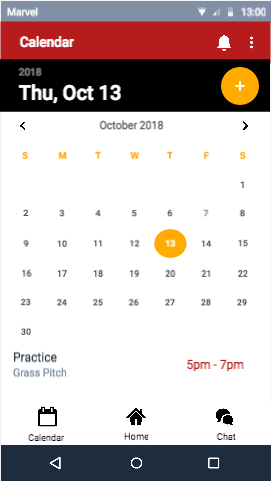 Marvel 13:00
Calendar
2018
Thu, Oct 13
+
October 2018
S M T W T F S
1
2 3 4 5 6 7 8
9 10 11 12 13 14 15
16 17 18 19 20 21 22
23 24 25 26 27 28 29
30
Practice
Grass Pitch
5pm - 7pm
Calendar Home Chat